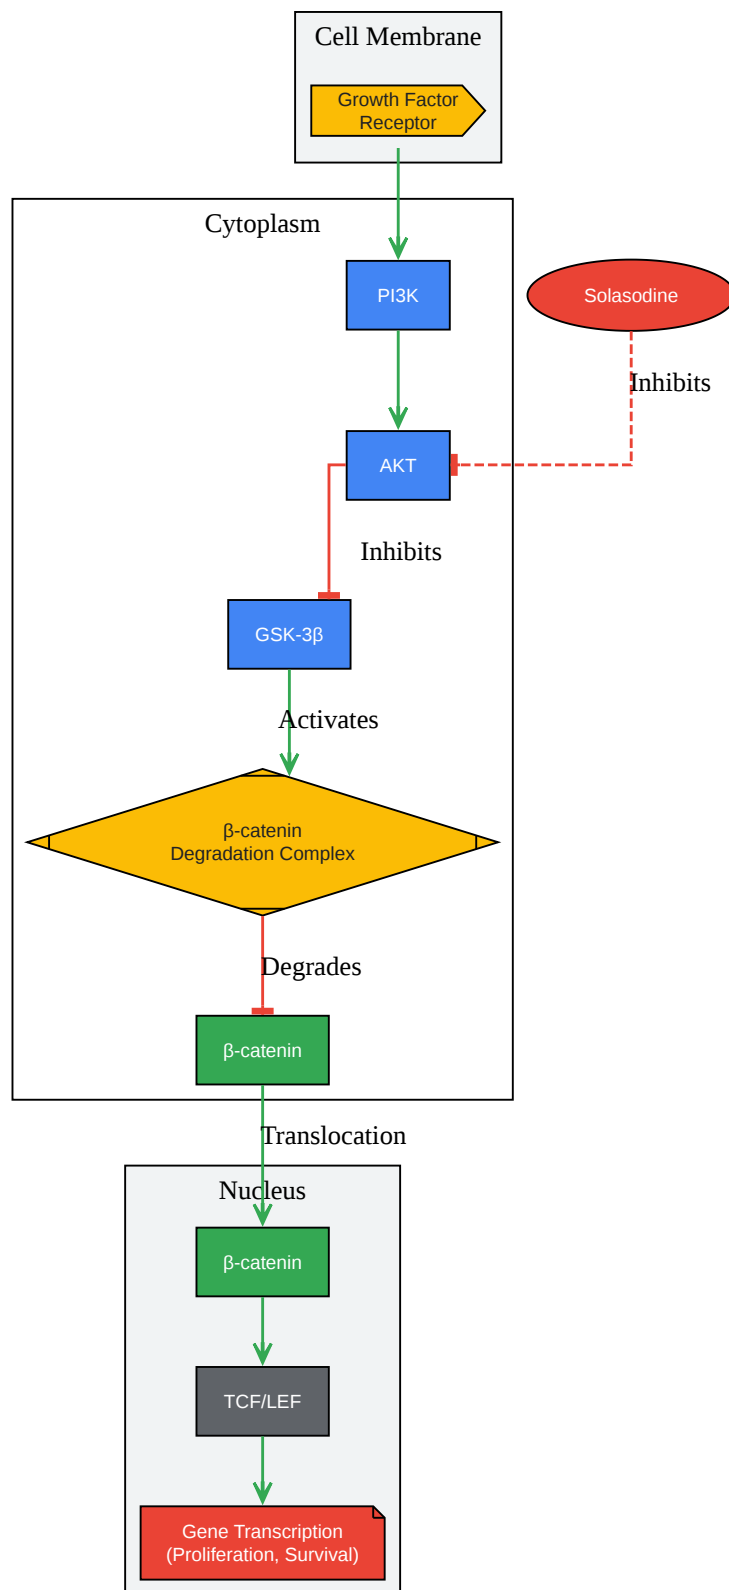 Cell Membrane
Growth Factor
Receptor
Cytoplasm
PI3K
Solasodine
Inhibits
AKT
Inhibits
GSK-3β
Activates
β-catenin
Degradation Complex
Degrades
β-catenin
Translocation
Nucleus
β-catenin
TCF/LEF
Gene Transcription
(Proliferation, Survival)